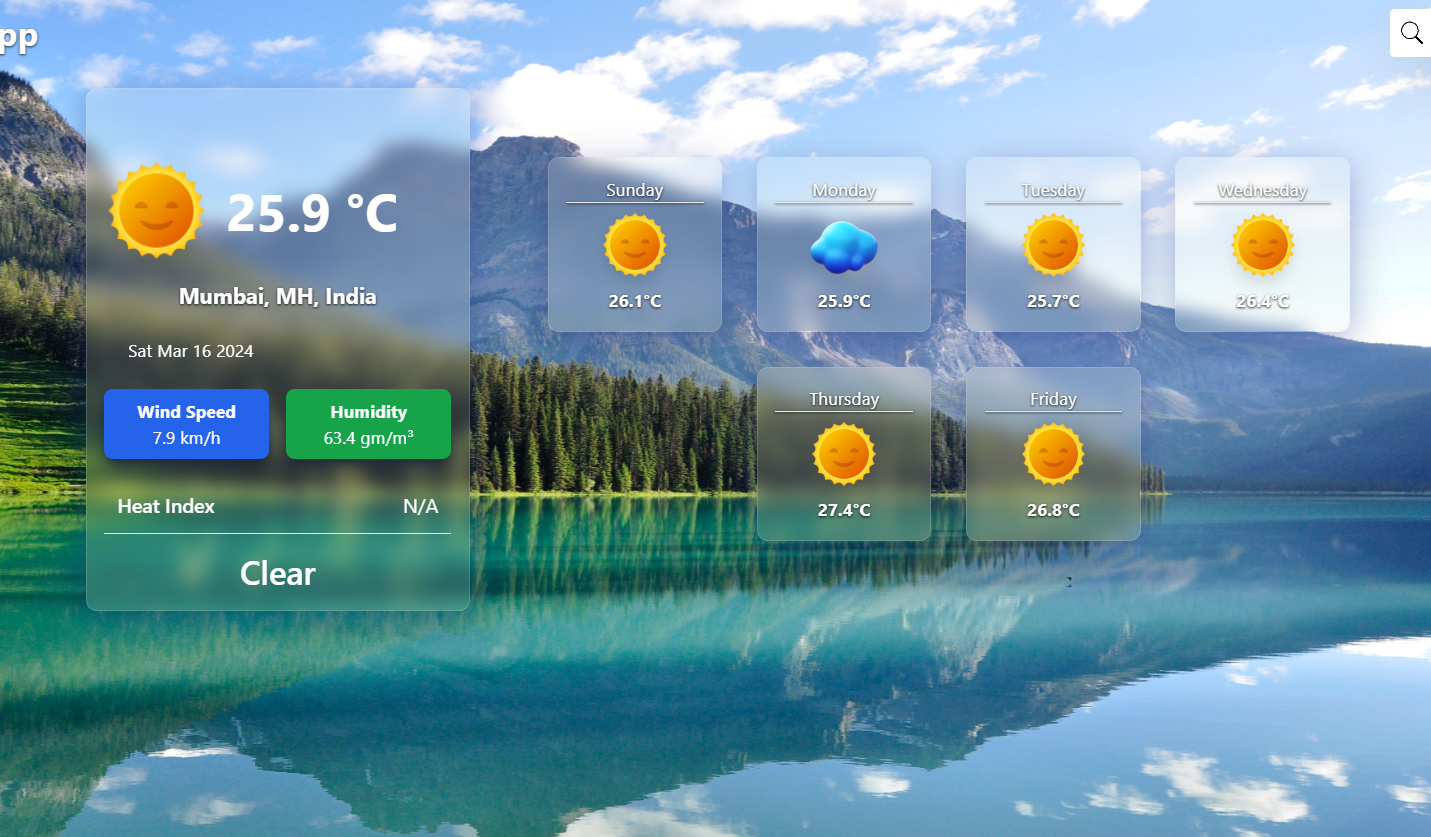 pp
25.9 °C
Mumbai, MH, India
Sat Mar 16 2024
Wind Speed
7.9 km/h
Humidity
63.4 gm/m³
Heat Index N/A
Clear
Sunday
26.1°C
Monday
25.9°C
Tuesday
25.7°C
Wednesday
26.4°C
Thursday
27.4°C
Friday
26.8°C